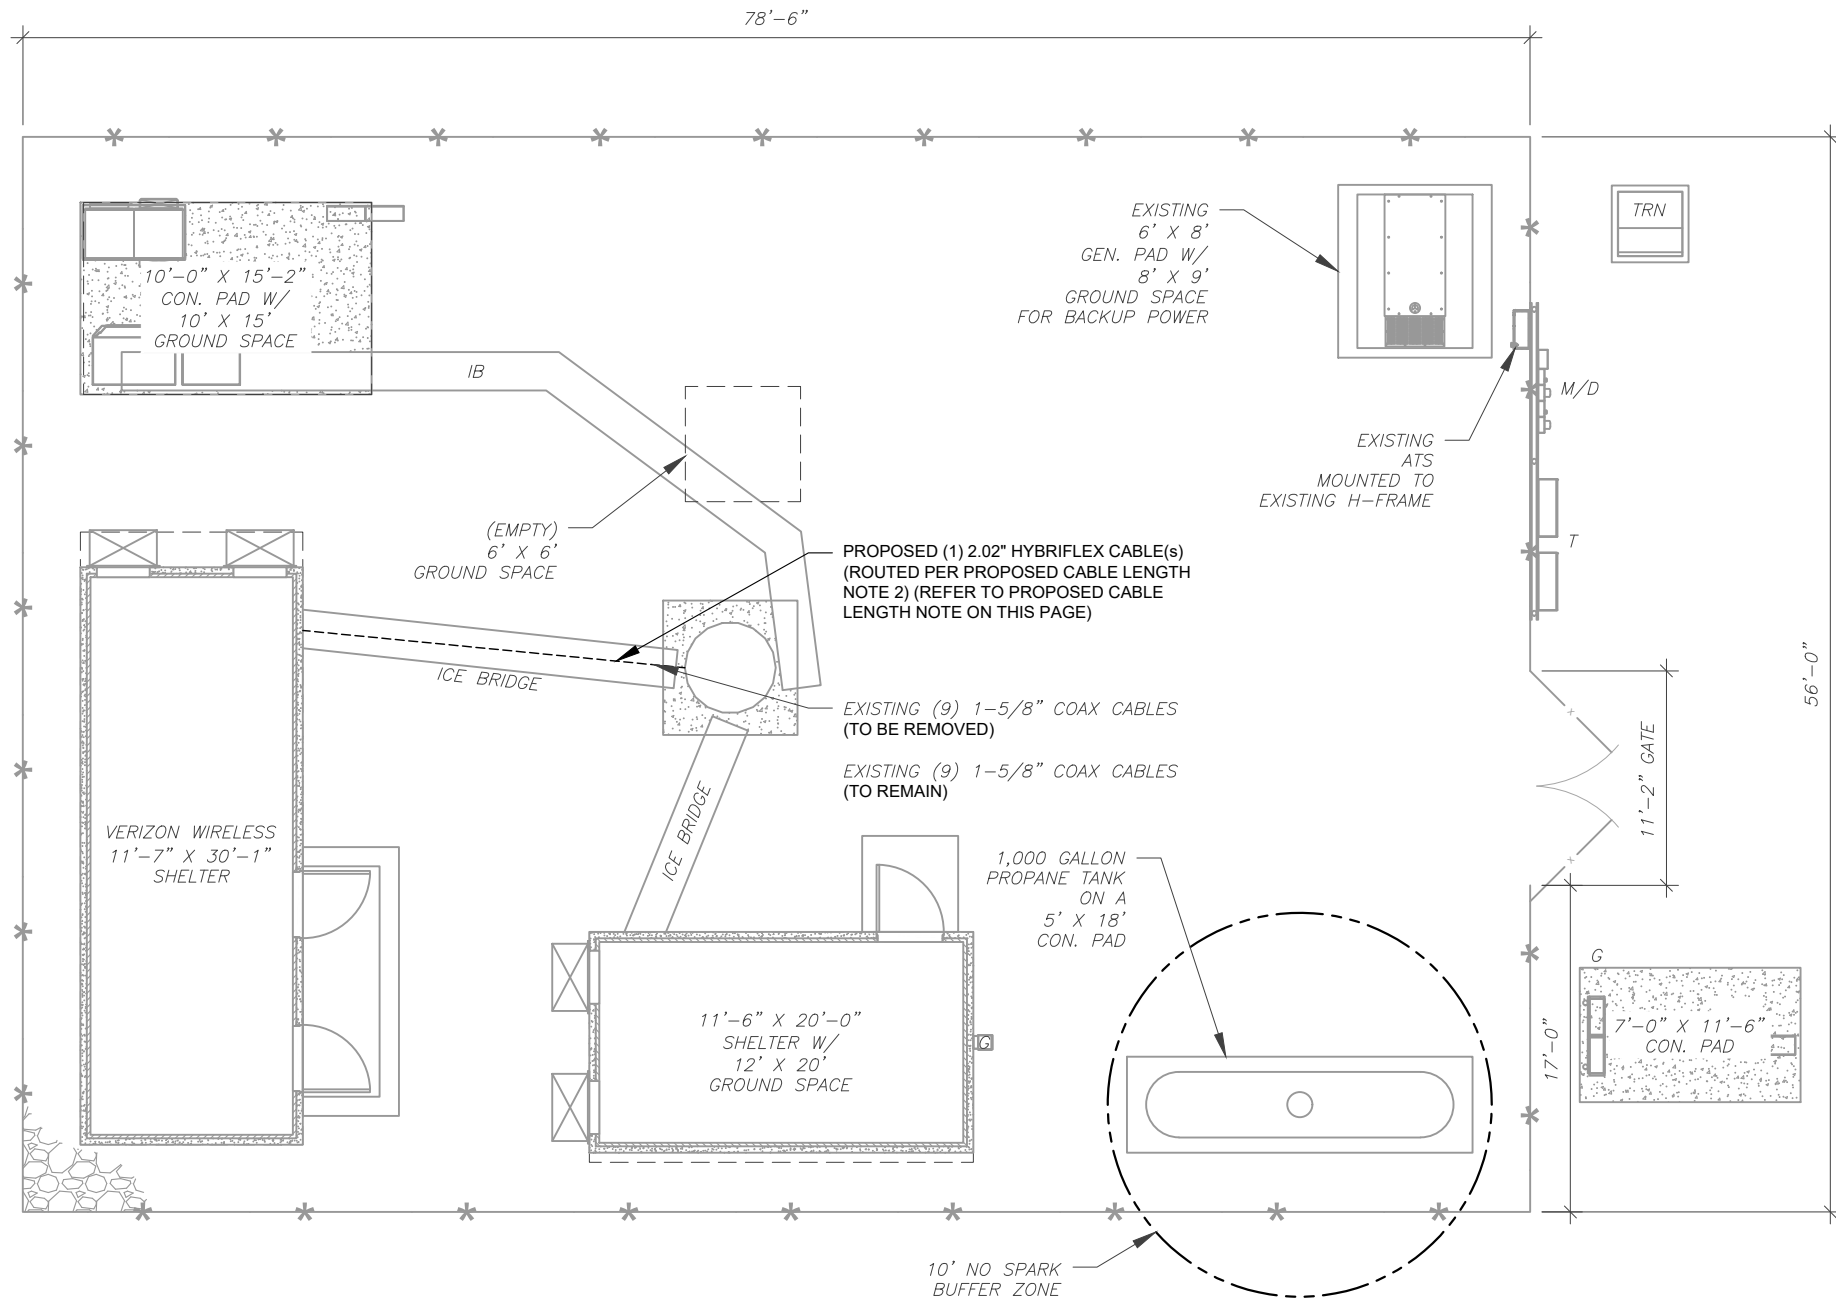 78'-6"
10'-0" X 15'-2"
CON. PAD W/
10' X 15'
GROUND SPACE
IB
EXISTING
6' X 8'
GEN. PAD W/
8' X 9'
GROUND SPACE
FOR BACKUP POWER
TRN
M/D
EXISTING
ATS
MOUNTED TO
EXISTING H-FRAME
T
(EMPTY)
6' X 6'
GROUND SPACE
PROPOSED (1) 2.02" HYBRIFLEX CABLE(s)
(ROUTED PER PROPOSED CABLE LENGTH
NOTE 2) (REFER TO PROPOSED CABLE
LENGTH NOTE ON THIS PAGE)
ICE BRIDGE
EXISTING (9) 1-5/8" COAX CABLES
(TO BE REMOVED)
EXISTING (9) 1-5/8" COAX CABLES
(TO REMAIN)
ICE BRIDGE
56'-0"
11'-2" GATE
VERIZON WIRELESS
11'-7" X 30'-1"
SHELTER
1,000 GALLON
PROPANE TANK
ON A
5' X 18'
CON. PAD
11'-6" X 20'-0"
SHELTER W/
12' X 20'
GROUND SPACE
G
17'-0"
G
7'-0" X 11'-6"
CON. PAD
10' NO SPARK
BUFFER ZONE